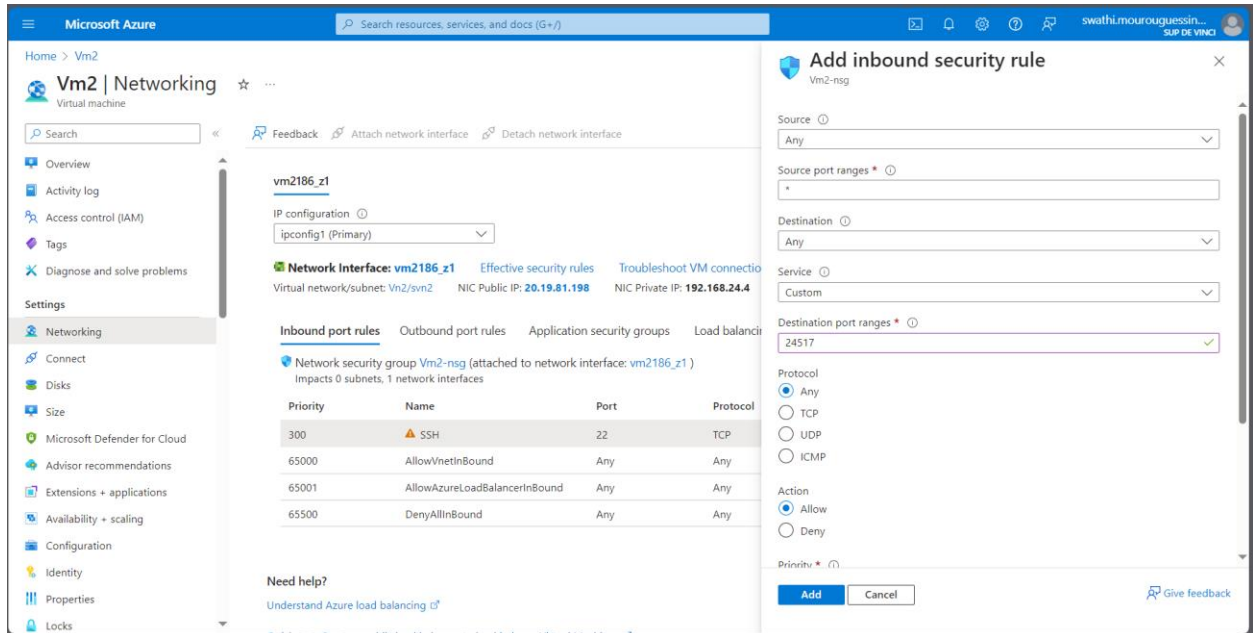 Microsoft Azure
Search resources, services, and docs (G+/)
swathi.mourouguessin...
SUP DE VINCI
Home > Vm2
Vm2 | Networking
Virtual machine
Search
Overview
Activity log
Access control (IAM)
Tags
Diagnose and solve problems
Settings
Networking
Connect
Disks
Size
Microsoft Defender for Cloud
Advisor recommendations
Extensions + applications
Availability + scaling
Configuration
Identity
Properties
Locks
Feedback Attach network interface Detach network interface
vm2186_z1
IP configuration
ipconfig1 (Primary)
Network Interface: vm2186_z1 Effective security rules Troubleshoot VM connectio
Virtual network/subnet: Vn2/svn2 NIC Public IP: 20.19.81.198 NIC Private IP: 192.168.24.4
Inbound port rules Outbound port rules Application security groups Load balancin
Network security group Vm2-nsg (attached to network interface: vm2186_z1 )
Impacts 0 subnets, 1 network interfaces
Priority Name Port Protocol
300 SSH 22 TCP
65000 AllowVnetInBound Any Any
65001 AllowAzureLoadBalancerInBound Any Any
65500 DenyAllInBound Any Any
Need help?
Understand Azure load balancing
Add inbound security rule
Vm2-nsg
Source
Any
Source port ranges *
*
Destination
Any
Service
Custom
Destination port ranges *
24517
Protocol
Any
TCP
UDP
ICMP
Action
Allow
Deny
Priority *
Add Cancel
Give feedback